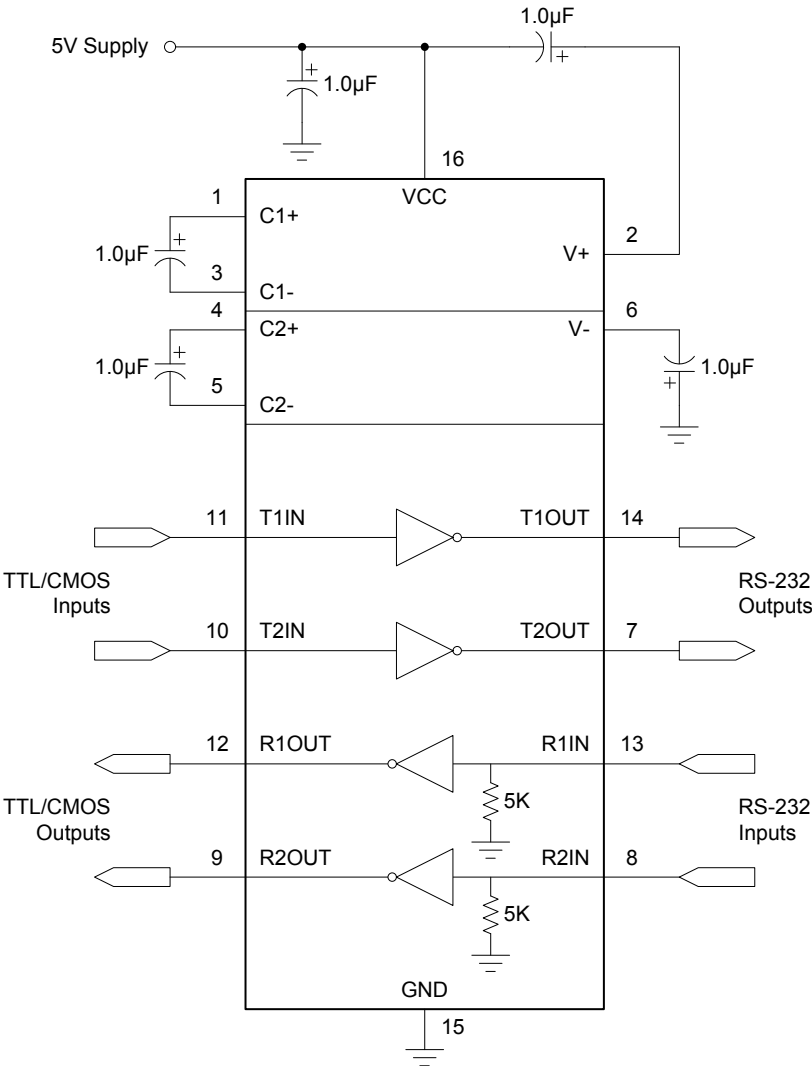 1.0µF
5V Supply
+
+
1.0µF
16
VCC
1
C1+
2
V+
1.0µF
+
3
C1-
4
C2+
6
V-
1.0µF
+
+
1.0µF
5
C2-
11
T1IN
T1OUT
14
TTL/CMOS
Inputs
RS-232
Outputs
10
T2IN
T2OUT
7
12
R1OUT
R1IN
13
5K
TTL/CMOS
Outputs
RS-232
Inputs
9
R2OUT
R2IN
8
5K
GND
15